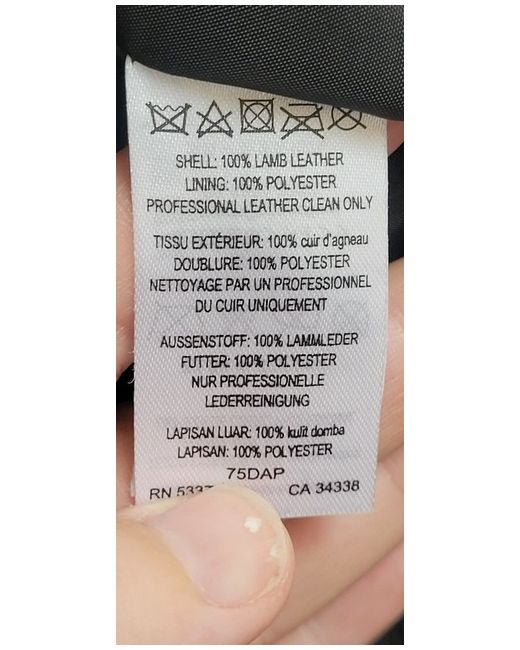 SHELL: 100% LAMB LEATHER
LINING: 100% POLYESTER
PROFESSIONAL LEATHER CLEAN ONLY
TISSU EXTÉRIEUR: 100% cuir d'agneau
DOUBLURE: 100% POLYESTER
NETTOYAGE PAR UN PROFESSIONNEL
DU CUIR UNIQUEMENT
AUSSENSTOFF: 100% LAMMLEDER
FUTTER: 100% POLYESTER
NUR PROFESSIONELLE
LEDERREINIGUNG
LAPISAN LUAR: 100% kulit domba
LAPISAN: 100% POLYESTER
75DAP
RN CA 34338